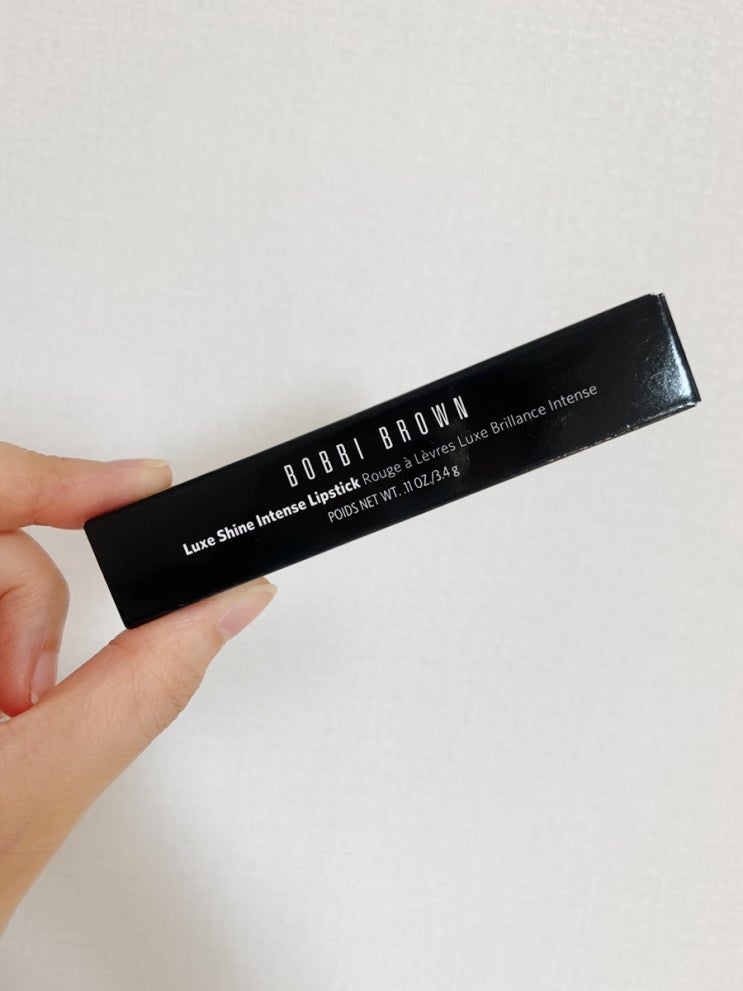 BOBBI BROWN
Luxe Shine Intense Lipstick Rouge à Lèvres Luxe Brillance Intense
POIDS NET WT. .11 OZ./3.4 g